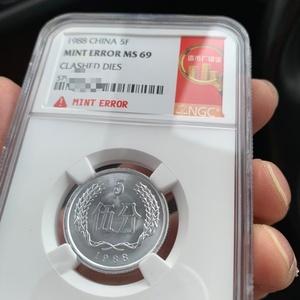 1988 CHINA 5F
MINT ERROR MS 69
CLASHED DIES
MINT ERROR
NGC
5
伍分
1988